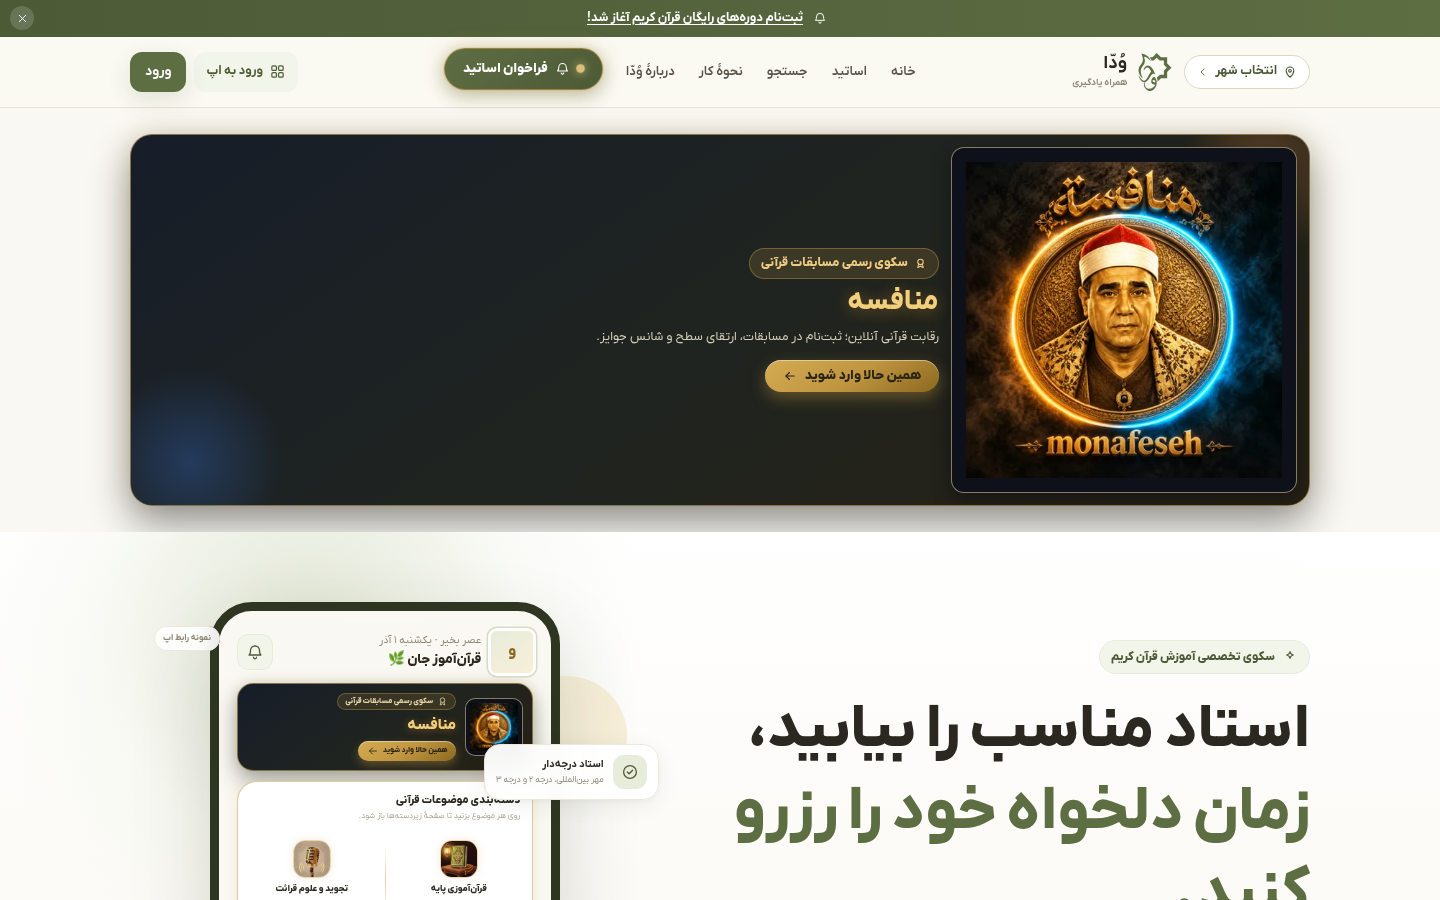 ثبت‌نام دوره‌های رایگان قرآن کریم آغاز شد!
انتخاب شهر
وُدّا
همراه یادگیری
خانه
اساتید
جستجو
نحوهٔ کار
دربارهٔ وُدّا
فراخوان اساتید
ورود به اپ
ورود
منافسة
monafeseh
سکوی رسمی مسابقات قرآنی
منافسه
رقابت قرآنی آنلاین؛ ثبت‌نام در مسابقات، ارتقای سطح و شانس جوایز.
همین حالا وارد شوید
سکوی تخصصی آموزش قرآن کریم
استاد مناسب را بیابید،
زمان دلخواه خود را رزرو
کنید.
نمونه رابط اپ
و
عصر بخیر · یکشنبه ۱ آذر
قرآن‌آموز جان 🌿
سکوی رسمی مسابقات قرآنی
منافسه
همین حالا وارد شوید
استاد درجه‌دار
مهر بین‌المللی، درجه ۲ و درجه ۳
دسته‌بندی موضوعات قرآنی
روی هر موضوع بزنید تا صفحهٔ زیردسته‌ها باز شود.
قرآن‌آموزی پایه
تجوید و علوم قرائت